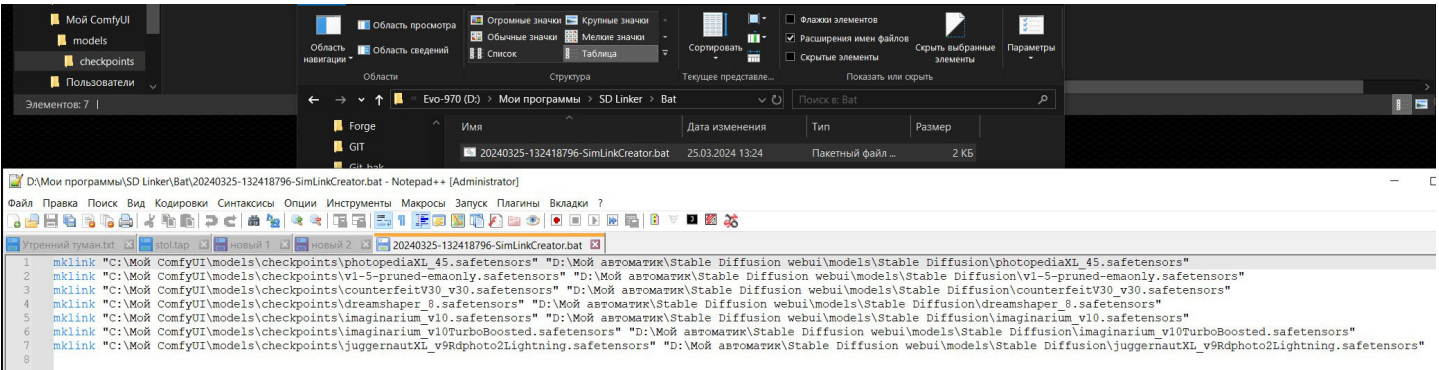 Мой ComfyUI
models
checkpoints
Пользователи
Элементов: 7
Область навигации
Область просмотра
Область сведений
Области
Огромные значки Крупные значки
Обычные значки Мелкие значки
Список Таблица
Структура
Сортировать
Текущее представле...
Флажки элементов
Расширения имен файлов
Скрытые элементы
Скрыть выбранные элементы
Показать или скрыть
Параметры
Evo-970 (D:) > Мои программы > SD Linker > Bat
Поиск в: Bat
Forge
GIT
Git-bak
Имя Дата изменения Тип Размер
20240325-132418796-SimLinkCreator.bat 25.03.2024 13:24 Пакетный файл ... 2 КБ
D:\Мои программы\SD Linker\Bat\20240325-132418796-SimLinkCreator.bat - Notepad++ [Administrator]
Файл Правка Поиск Вид Кодировки Синтаксисы Опции Инструменты Макросы Запуск Плагины Вкладки ?
Утренний туман.txt stol.tap новый 1 новый 2 20240325-132418796-SimLinkCreator.bat
1 mklink "C:\Мой ComfyUI\models\checkpoints\photopediaXL_45.safetensors" "D:\Мой автоматик\Stable Diffusion webui\models\Stable Diffusion\photopediaXL_45.safetensors"
2 mklink "C:\Мой ComfyUI\models\checkpoints\v1-5-pruned-emaonly.safetensors" "D:\Мой автоматик\Stable Diffusion webui\models\Stable Diffusion\v1-5-pruned-emaonly.safetensors"
3 mklink "C:\Мой ComfyUI\models\checkpoints\counterfeitV30_v30.safetensors" "D:\Мой автоматик\Stable Diffusion webui\models\Stable Diffusion\counterfeitV30_v30.safetensors"
4 mklink "C:\Мой ComfyUI\models\checkpoints\dreamshaper_8.safetensors" "D:\Мой автоматик\Stable Diffusion webui\models\Stable Diffusion\dreamshaper_8.safetensors"
5 mklink "C:\Мой ComfyUI\models\checkpoints\imaginarium_v10.safetensors" "D:\Мой автоматик\Stable Diffusion webui\models\Stable Diffusion\imaginarium_v10.safetensors"
6 mklink "C:\Мой ComfyUI\models\checkpoints\imaginarium_v10TurboBoosted.safetensors" "D:\Мой автоматик\Stable Diffusion webui\models\Stable Diffusion\imaginarium_v10TurboBoosted.safetensors"
7 mklink "C:\Мой ComfyUI\models\checkpoints\juggernautXL_v9Rdphoto2Lightning.safetensors" "D:\Мой автоматик\Stable Diffusion webui\models\Stable Diffusion\juggernautXL_v9Rdphoto2Lightning.safetensors"
8